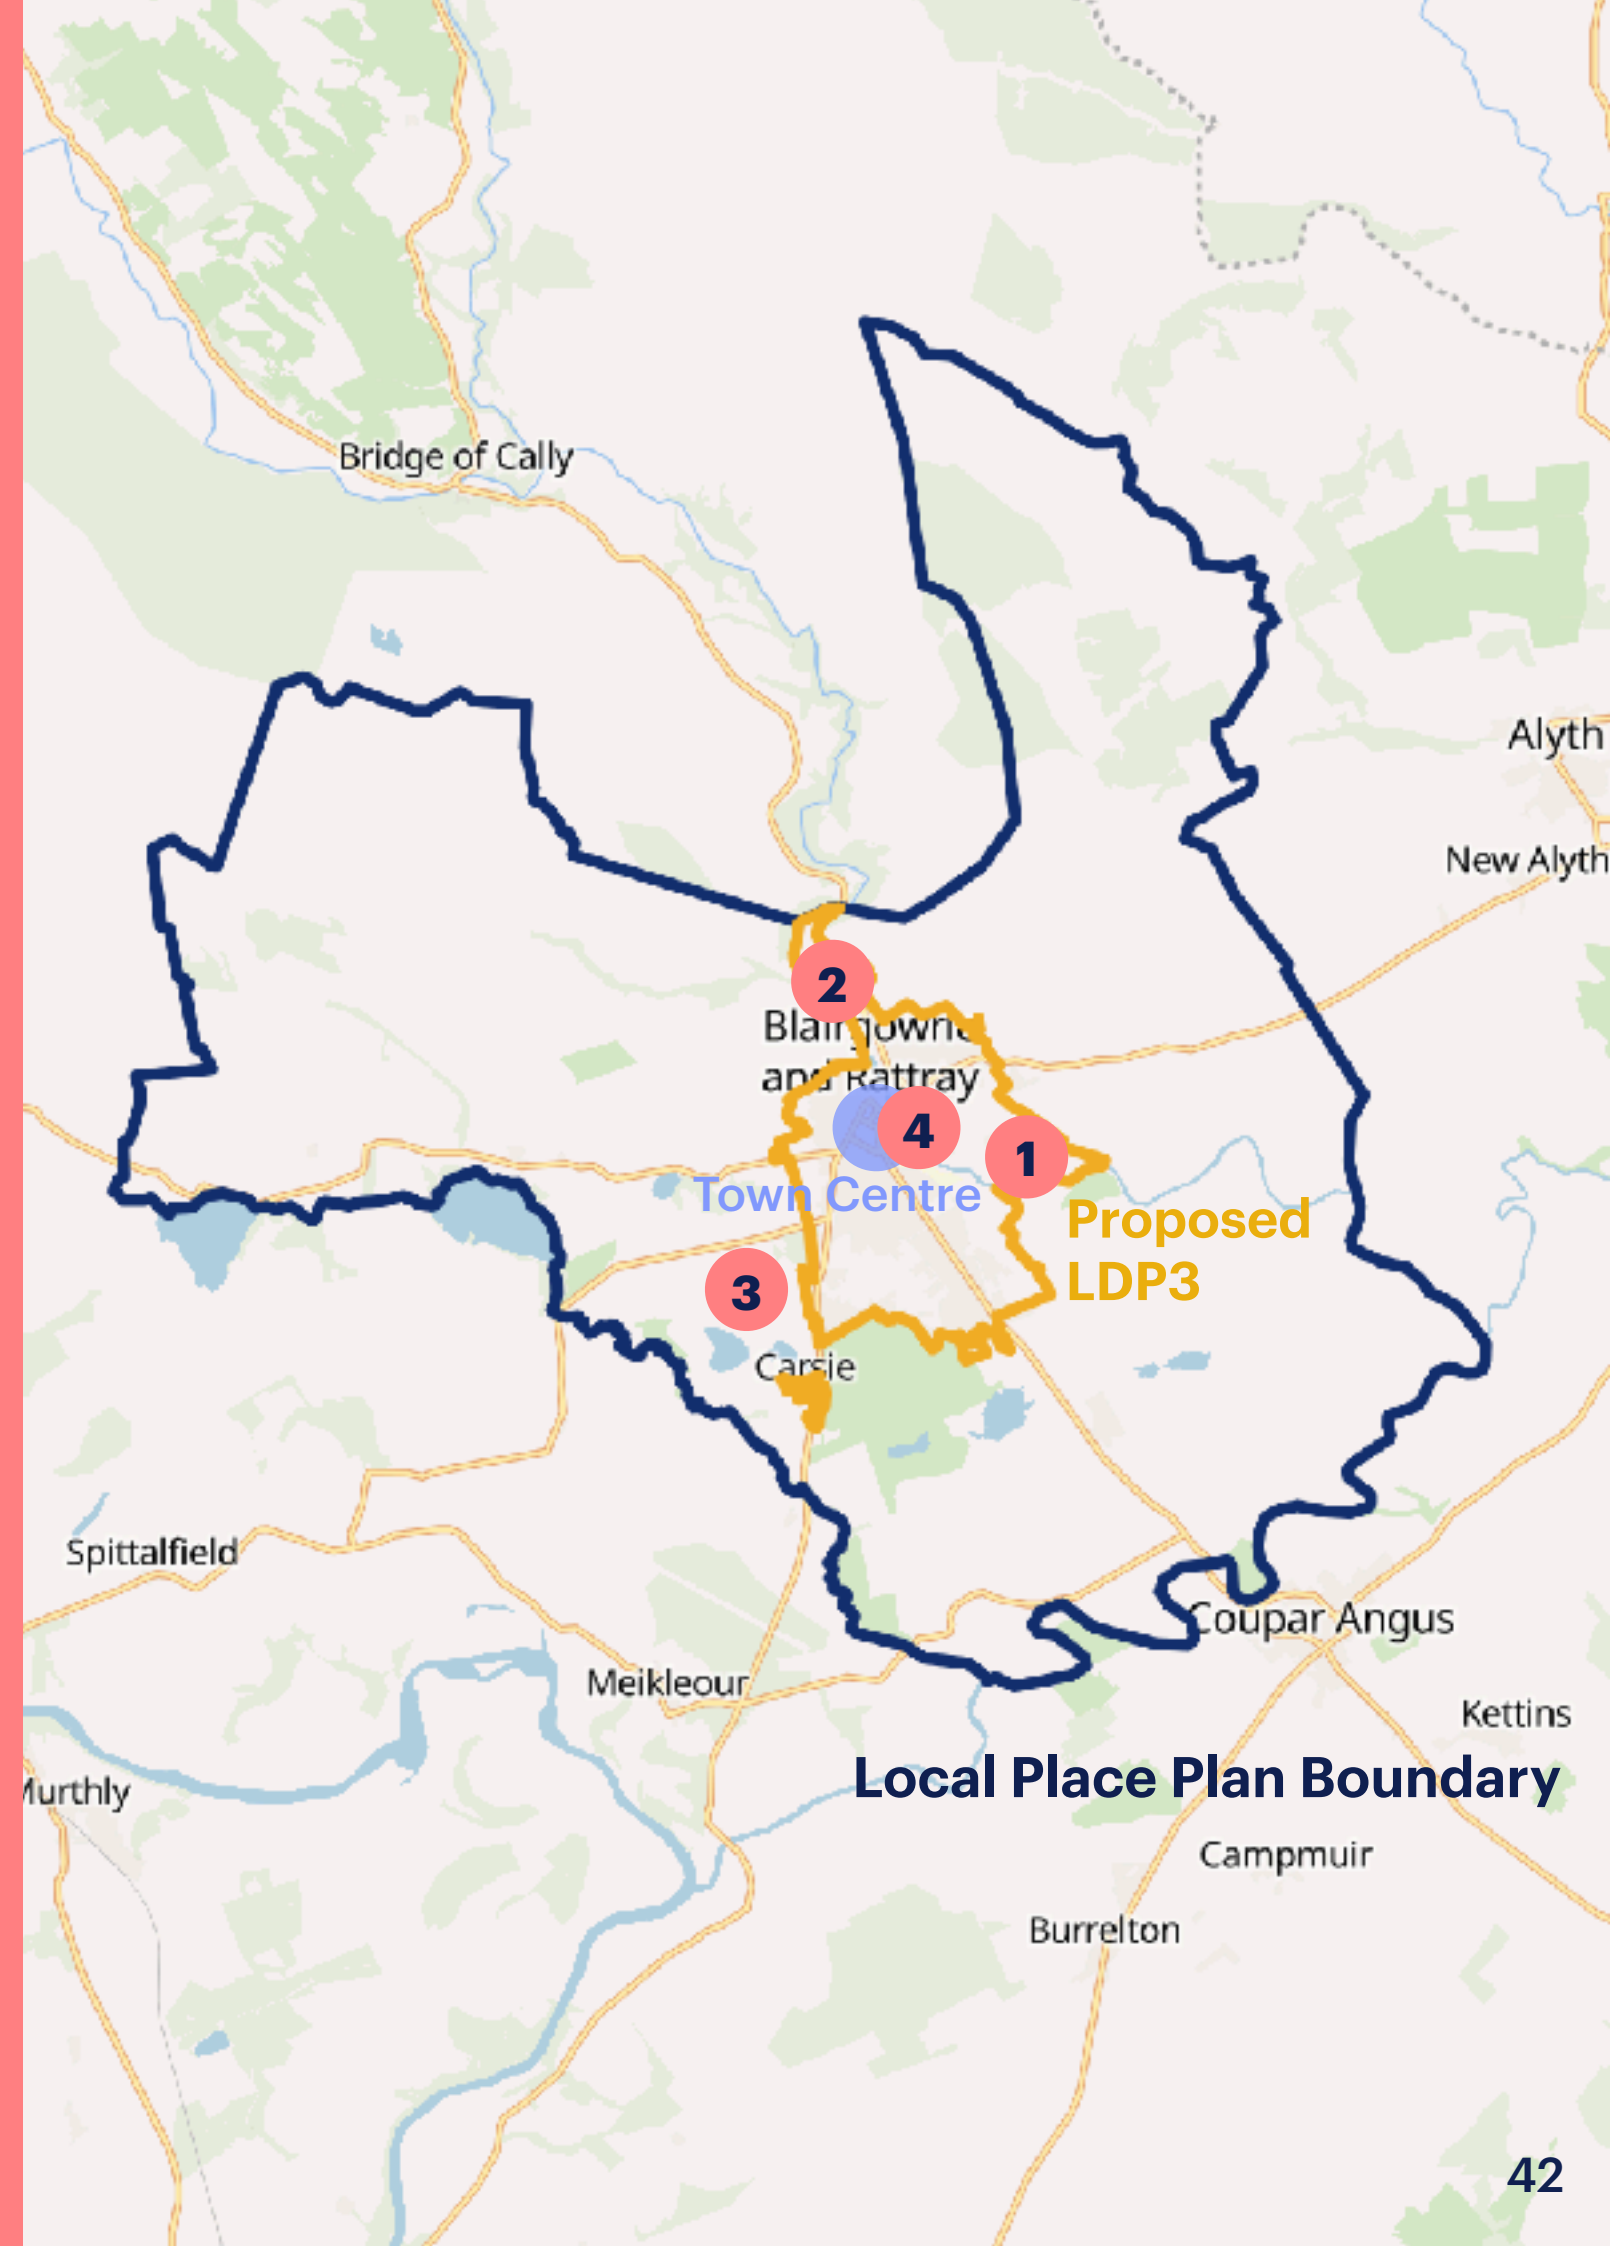 Bridge of Cally
Alyth
New Alyth
2
Blairgowrie
and Rattray
4
1
Town Centre
Proposed
LDP3
3
Carsie
Spittalfield
Coupar Angus
Meikleour
Kettins
Local Place Plan Boundary
Murthly
Campmuir
Burrelton
42